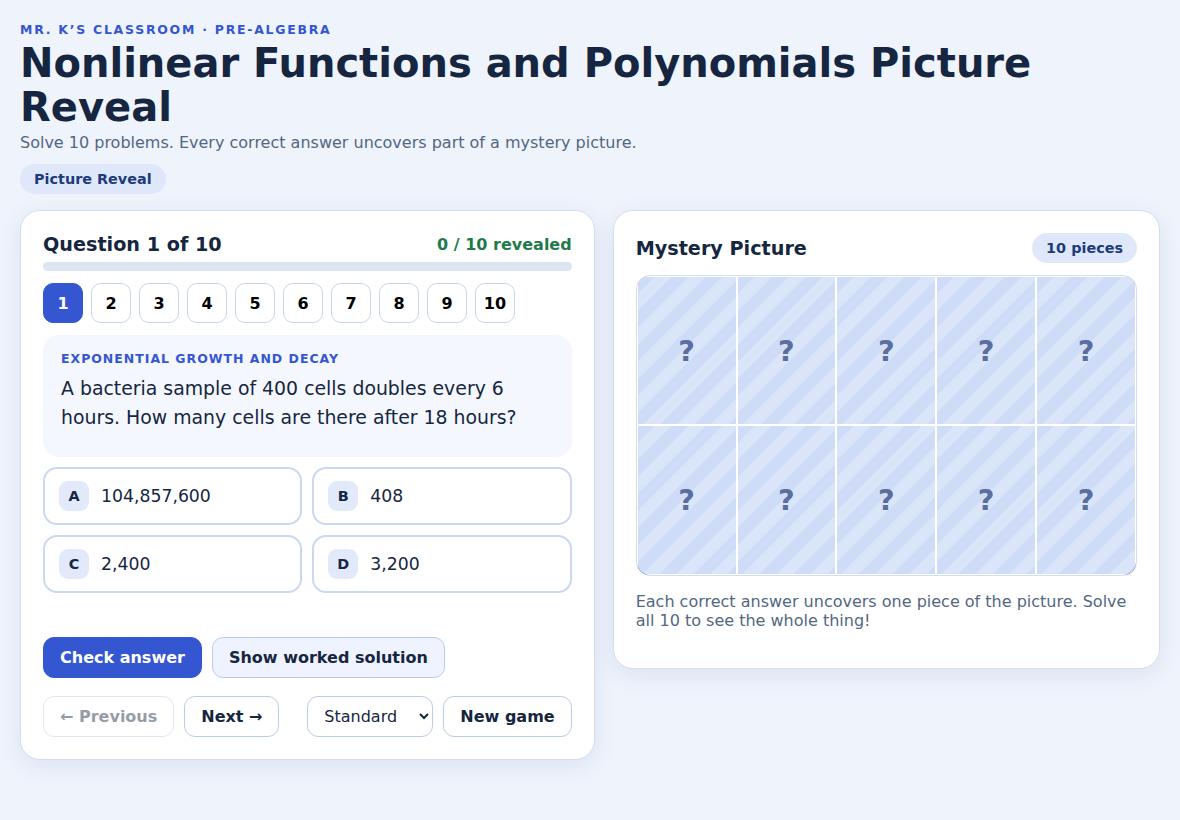 MR. K’S CLASSROOM · PRE-ALGEBRA
Nonlinear Functions and Polynomials Picture
Reveal
Solve 10 problems. Every correct answer uncovers part of a mystery picture.
Picture Reveal
Question 1 of 10
0 / 10 revealed
1 2 3 4 5 6 7 8 9 10
EXPONENTIAL GROWTH AND DECAY
A bacteria sample of 400 cells doubles every 6
hours. How many cells are there after 18 hours?
A 104,857,600
B 408
C 2,400
D 3,200
Check answer
Show worked solution
← Previous
Next →
Standard
New game
Mystery Picture
10 pieces
? ? ? ? ?
? ? ? ? ?
Each correct answer uncovers one piece of the picture. Solve
all 10 to see the whole thing!